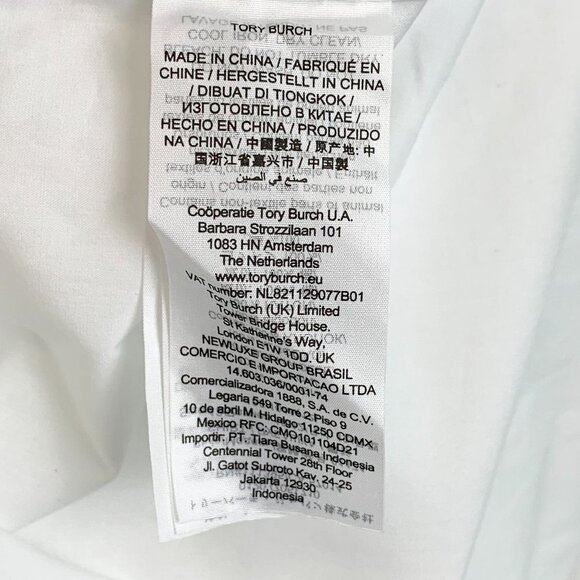 TORY BURCH
MADE IN CHINA / FABRIQUÉ EN
CHINE / HERGESTELLT IN CHINA
/ DIBUAT DI TIONGKOK /
ИЗГОТОВЛЕНО В КИТАЕ /
HECHO EN CHINA / PRODUZIDO
NA CHINA / 中國製造 / 原产地: 中
国浙江省嘉兴市 / 中国製
صنع في الصين
Coöperatie Tory Burch U.A.
Barbara Strozzilaan 101
1083 HN Amsterdam
The Netherlands
www.toryburch.eu
VAT number: NL821129077B01
Tory Burch (UK) Limited
Tower Bridge House.
St Katharine's Way,
London E1W 1DD. UK
NEWLUXE GROUP BRASIL
COMERCIO E IMPORTACAO LTDA
14.603.036/0001-74
Comercializadora 1888, S.A. de C.V.
Legaria 549 Torre 2 Piso 9
10 de abril M. Hidalgo 11250 CDMX
Mexico RFC: CMO101104D21
Importir: PT. Tiara Busana Indonesia
Centennial Tower 28th Floor
Jl. Gatot Subroto Kav, 24-25
Jakarta 12930
Indonesia